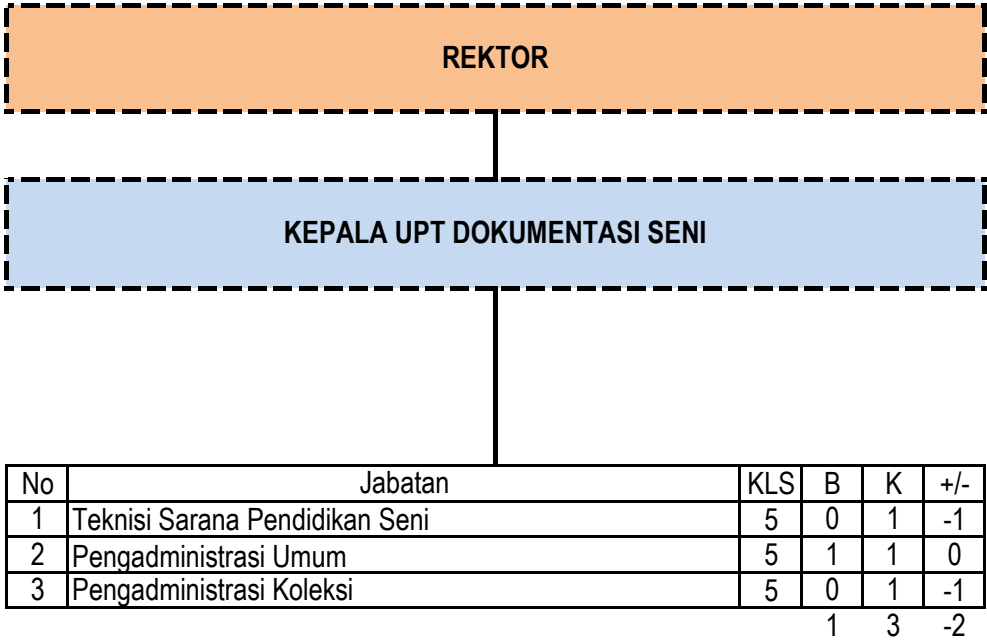 REKTOR
KEPALA UPT DOKUMENTASI SENI
No Jabatan KLS B K +/-
1 Teknisi Sarana Pendidikan Seni 5 0 1 -1
2 Pengadministrasi Umum 5 1 1 0
3 Pengadministrasi Koleksi 5 0 1 -1
1 3 -2